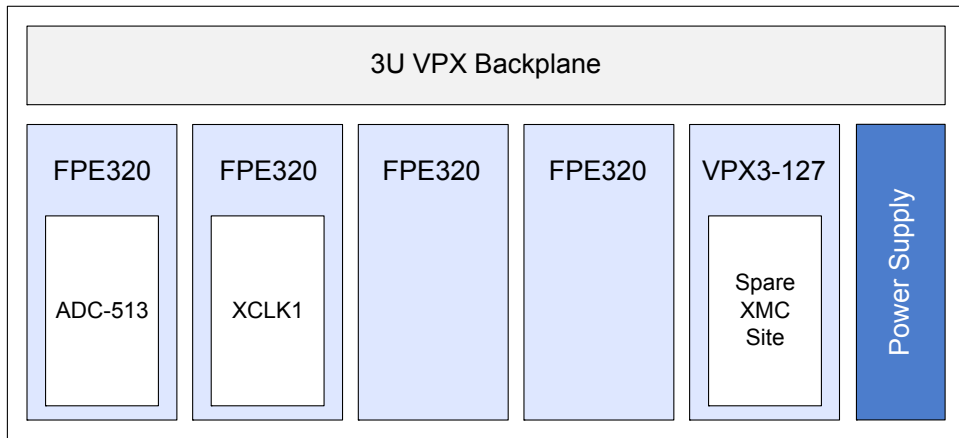 3U VPX Backplane
FPE320
FPE320
FPE320
FPE320
VPX3-127
ADC-513
XCLK1
Spare
XMC
Site
Power Supply